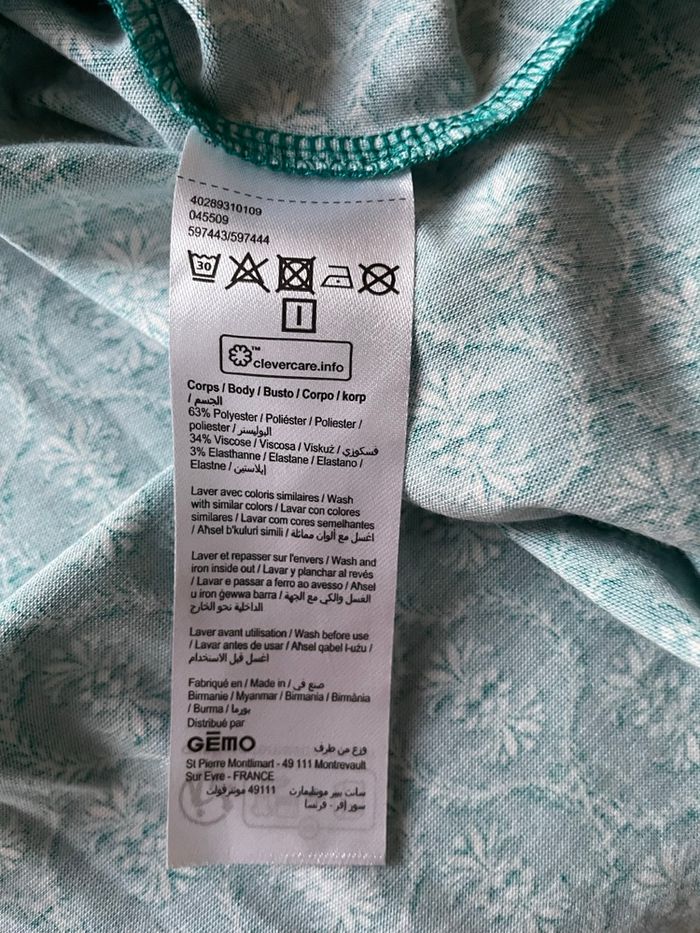 40289310109
045509
597443/597444
30
I
™
clevercare.info
Corps / Body / Busto / Corpo / korp
/ الجسم
63% Polyester / Poliéster / Poliester /
poliester / البوليستر
34% Viscose / Viscosa / Viskuż / فسكوزي
3% Elasthanne / Elastane / Elastano /
Elastne / إيلاستين
Laver avec coloris similaires / Wash
with similar colors / Lavar con colores
similares / Lavar com cores semelhantes
/ Aħsel b'kuluri simili / اغسل مع ألوان مماثلة
Laver et repasser sur l'envers / Wash and
iron inside out / Lavar y planchar al revés
/ Lavare e passar a ferro ao avesso / Aħsel
u iron ġewwa barra / الغسل والكي مع الجهة
الداخلية نحو الخارج
Laver avant utilisation / Wash before use
/ Lavar antes de usar / Aħsel qabel l-użu /
اغسل قبل الاستخدام
Fabriqué en / Made in / صنع في
Birmanie / Myanmar / Birmania / Birmânia
/ Burma / بورما
Distribué par
GĒMO وزع من طرف
St Pierre Montlimart - 49 111 Montrevault
Sur Evre - FRANCE
سانت بيير مونتليمارت 49111 مونترفولت
سور إفر - فرنسا